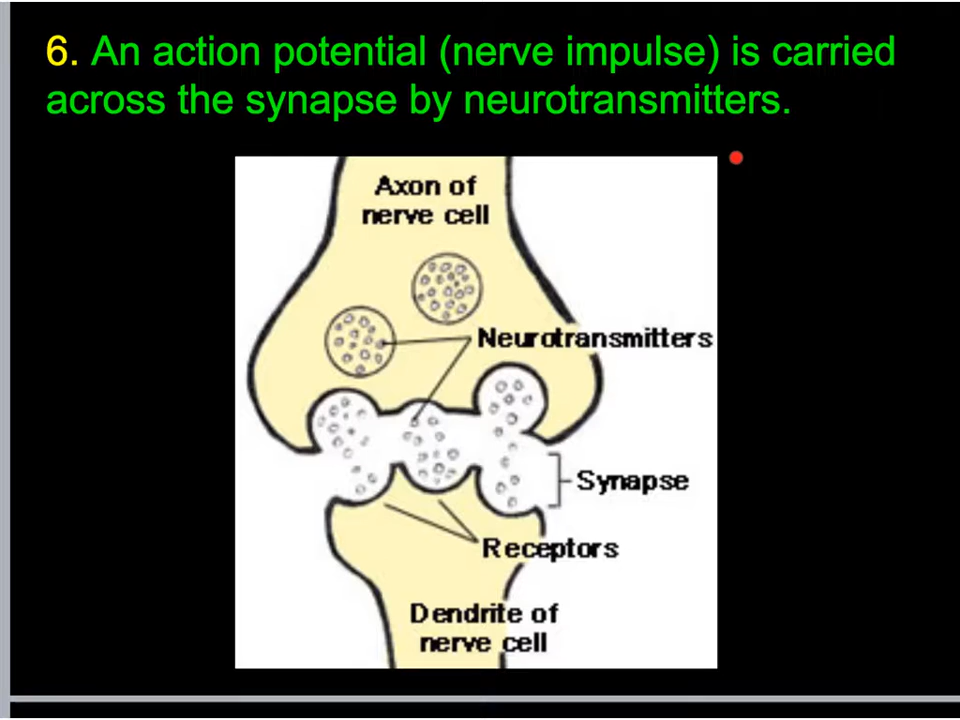 6. An action potential (nerve impulse) is carried
across the synapse by neurotransmitters.
Axon of
nerve cell
Neurotransmitters
Synapse
Receptors
Dendrite of
nerve cell